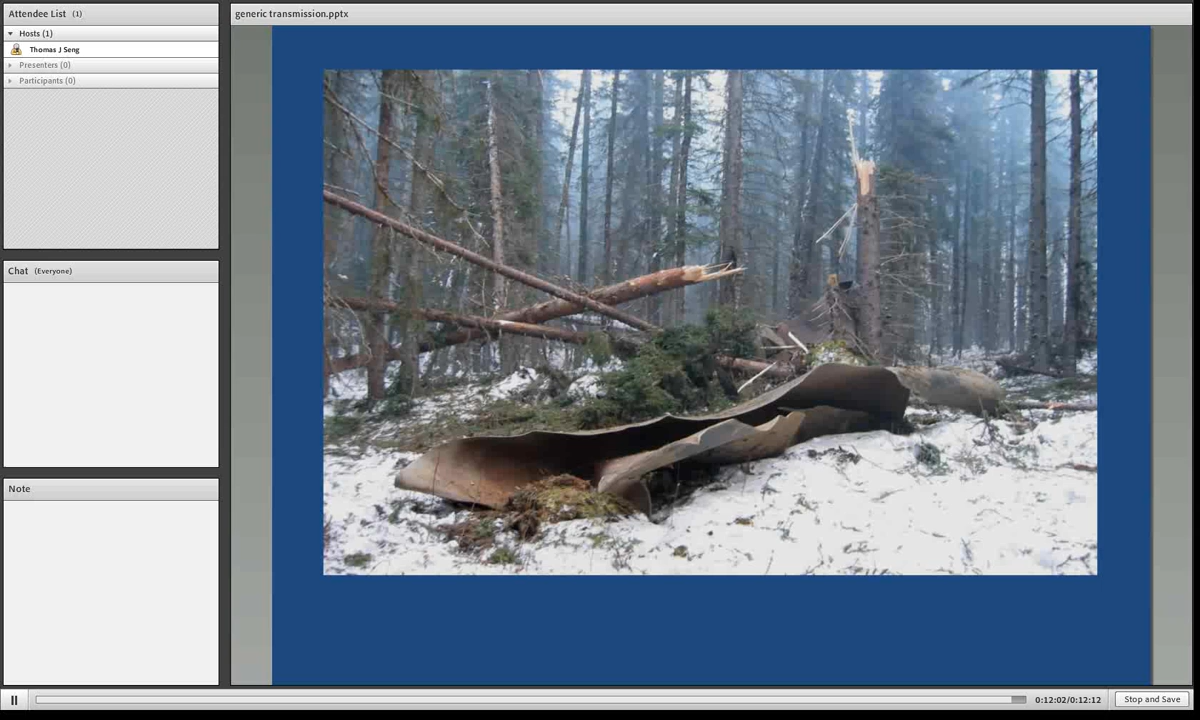 Attendee List (1)
Hosts (1)
Thomas J Seng
Presenters (0)
Participants (0)
Chat (Everyone)
Note
generic transmission.pptx
0:12:02/0:12:12
Stop and Save